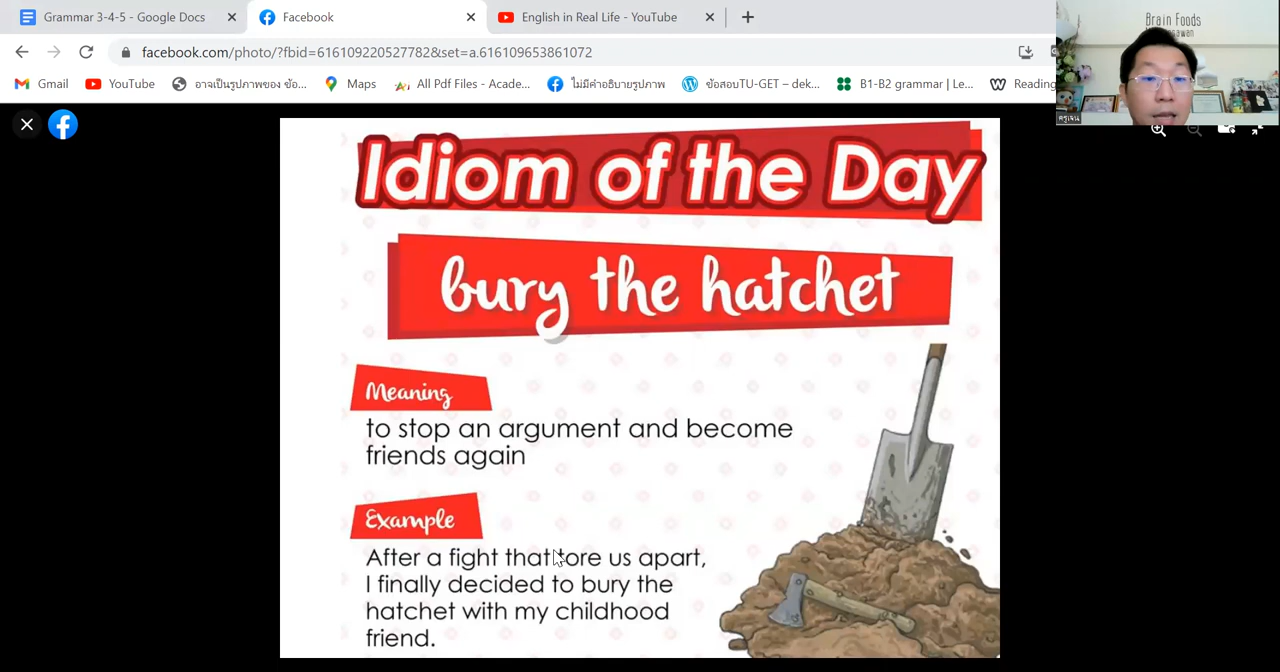 Grammar 3-4-5 - Google Docs
Facebook
English in Real Life - YouTube
facebook.com/photo/?fbid=616109220527782&set=a.616109653861072
Gmail
YouTube
อาจเป็นรูปภาพของ ข้อ...
Maps
All Pdf Files - Acade...
ไม่มีคำอธิบายรูปภาพ
ข้อสอบTU-GET – dek...
B1-B2 grammar | Le...
Reading
Brain Foods
ครูเจน
Idiom of the Day
bury the hatchet
Meaning
to stop an argument and become
friends again
Example
After a fight that tore us apart,
I finally decided to bury the
hatchet with my childhood
friend.